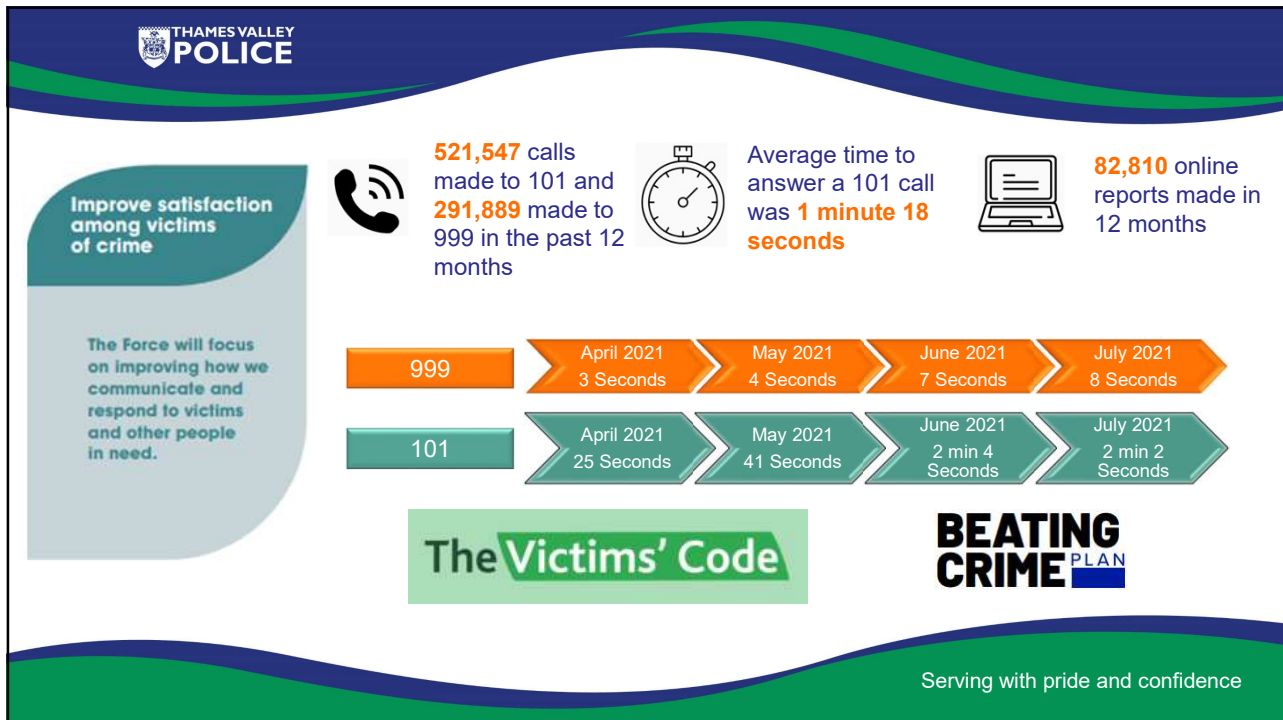 THAMES VALLEY
POLICE
Improve satisfaction
among victims
of crime
The Force will focus
on improving how we
communicate and
respond to victims
and other people
in need.
521,547 calls
made to 101 and
291,889 made to
999 in the past 12
months
Average time to
answer a 101 call
was 1 minute 18
seconds
82,810 online
reports made in
12 months
999
April 2021
3 Seconds
May 2021
4 Seconds
June 2021
7 Seconds
July 2021
8 Seconds
101
April 2021
25 Seconds
May 2021
41 Seconds
June 2021
2 min 4
Seconds
July 2021
2 min 2
Seconds
The Victims' Code
BEATING
CRIME PLAN
Serving with pride and confidence